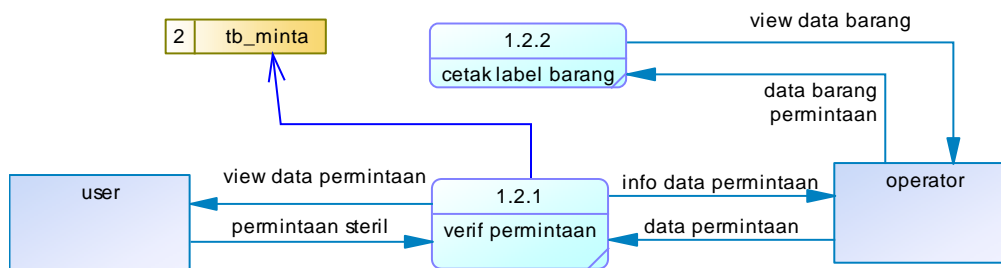 2 tb_minta
1.2.2
cetak label barang
view data barang
data barang
permintaan
user
view data permintaan
permintaan steril
1.2.1
verif permintaan
info data permintaan
data permintaan
operator